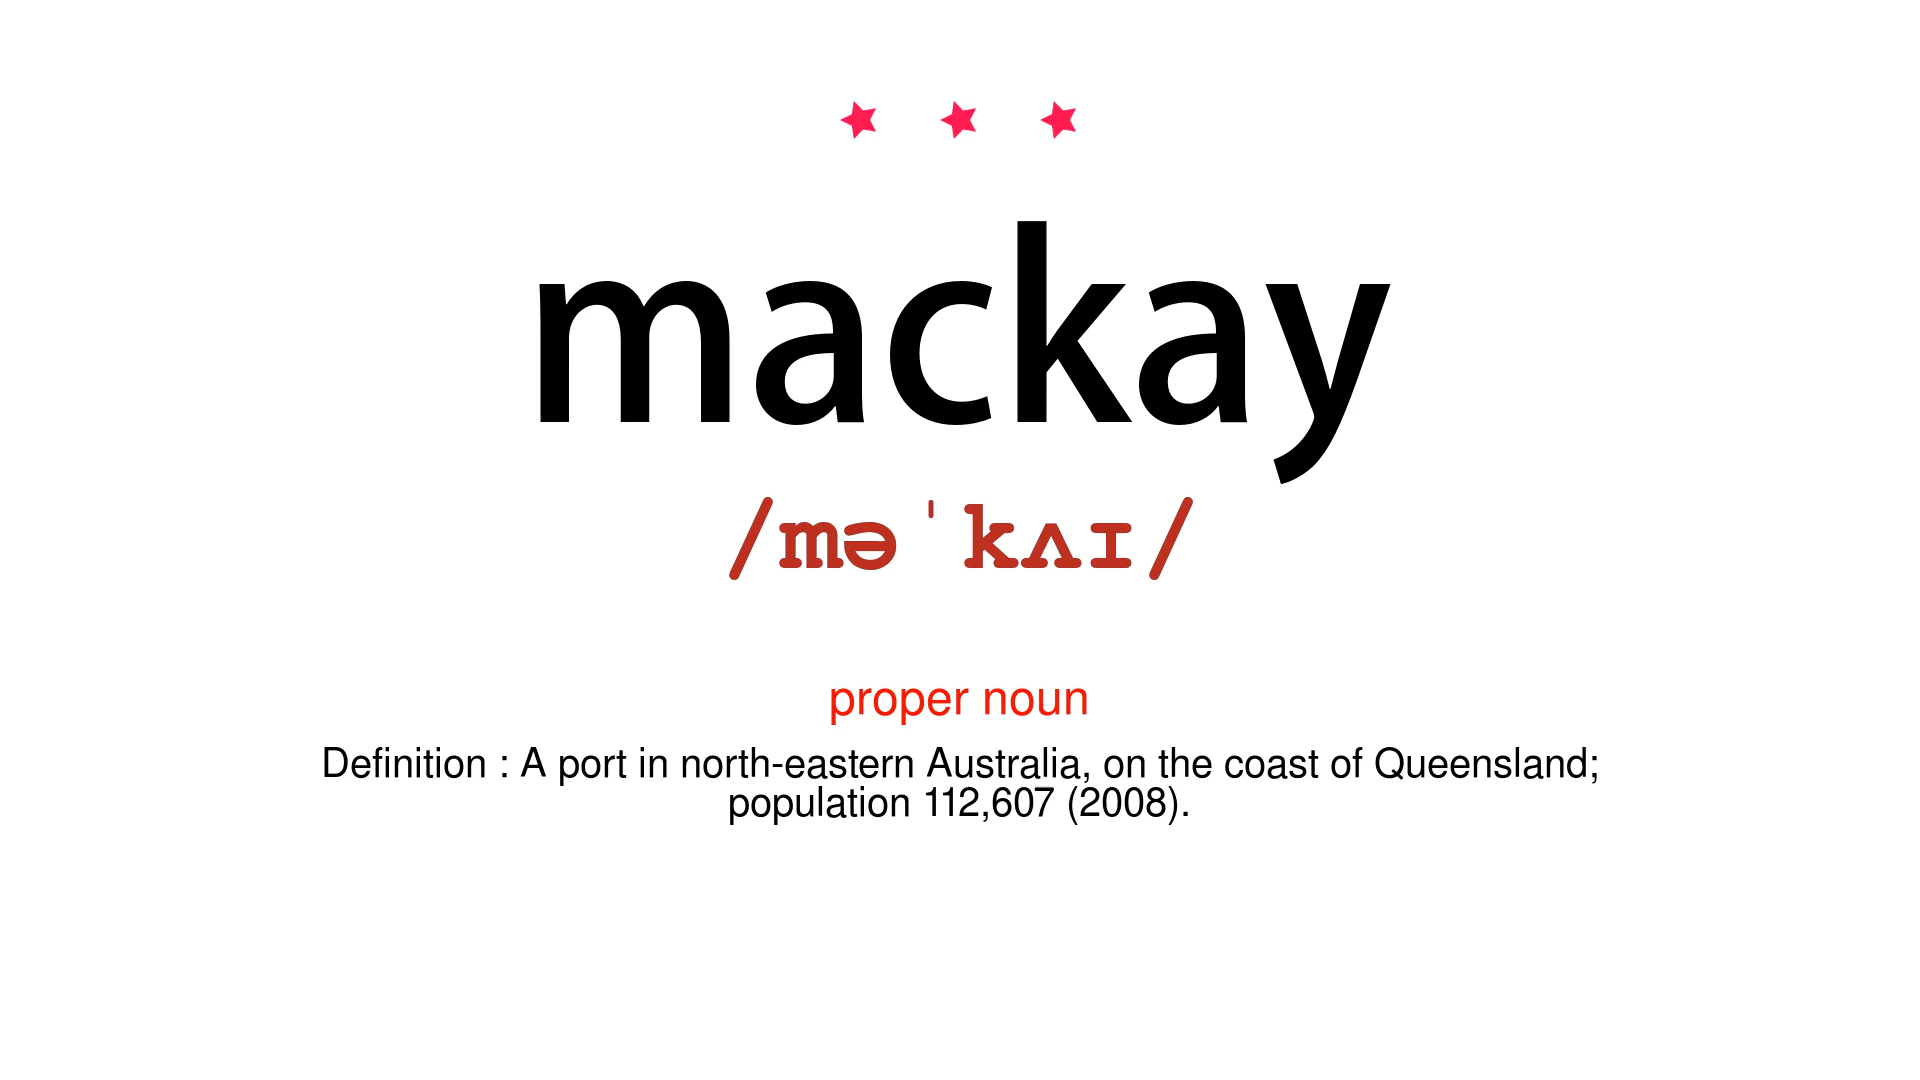 mackay
/məˈkʌɪ/
proper noun
Definition : A port in north-eastern Australia, on the coast of Queensland;
population 112,607 (2008).